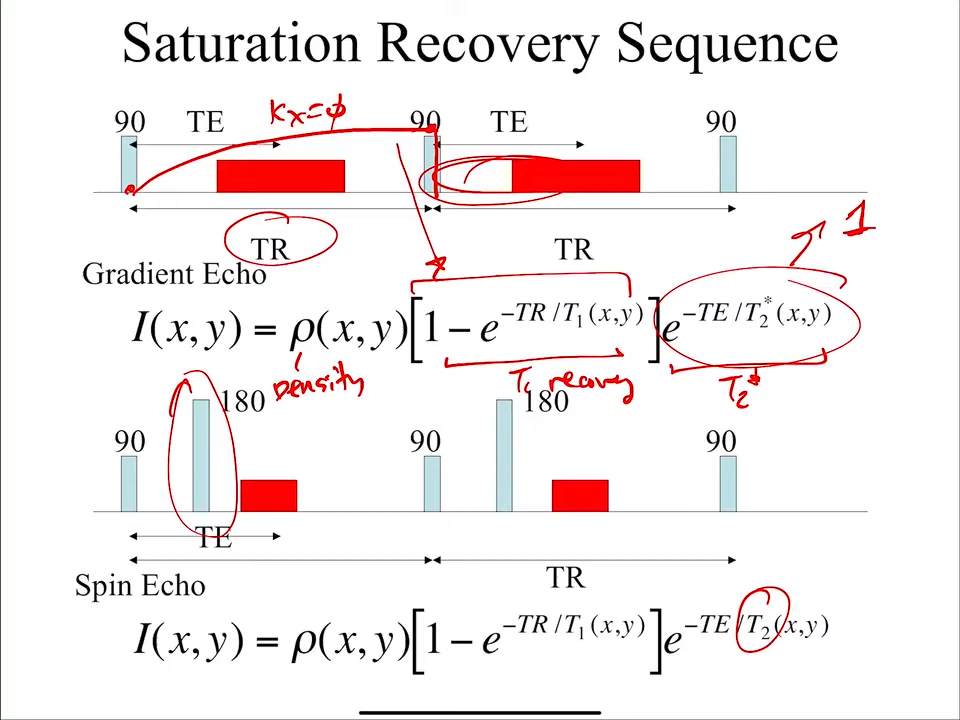 Saturation Recovery Sequence
90 TE kx=φ 90 TE 90
TR TR 1
Gradient Echo
I(x, y) = ρ(x, y)[1 − e^{−TR/T₁(x,y)}]e^{−TE/T₂*(x,y)}
Density T₁ recovery T₂*
180 180
90 90 90
TE
TR
Spin Echo
I(x, y) = ρ(x, y)[1 − e^{−TR/T₁(x,y)}]e^{−TE/T₂(x,y)}